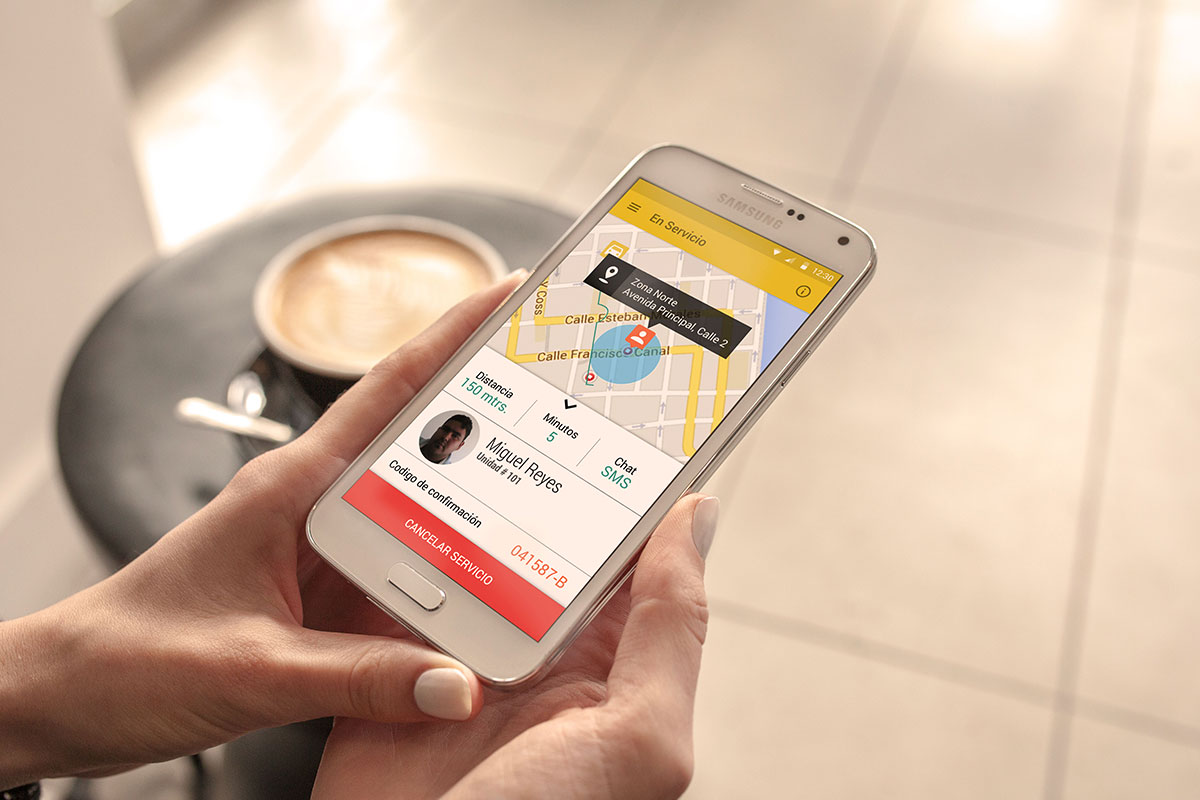 SAMSUNG
12:30
En Servicio
Zona Norte
Avenida Principal, Calle 2
Calle Esteban
y Coss
Calle Francisco Canal
Distancia
150 mtrs.
Minutos
5
Chat
SMS
Miguel Reyes
Unidad # 101
Codigo de confirmación
041587-B
CANCELAR SERVICIO